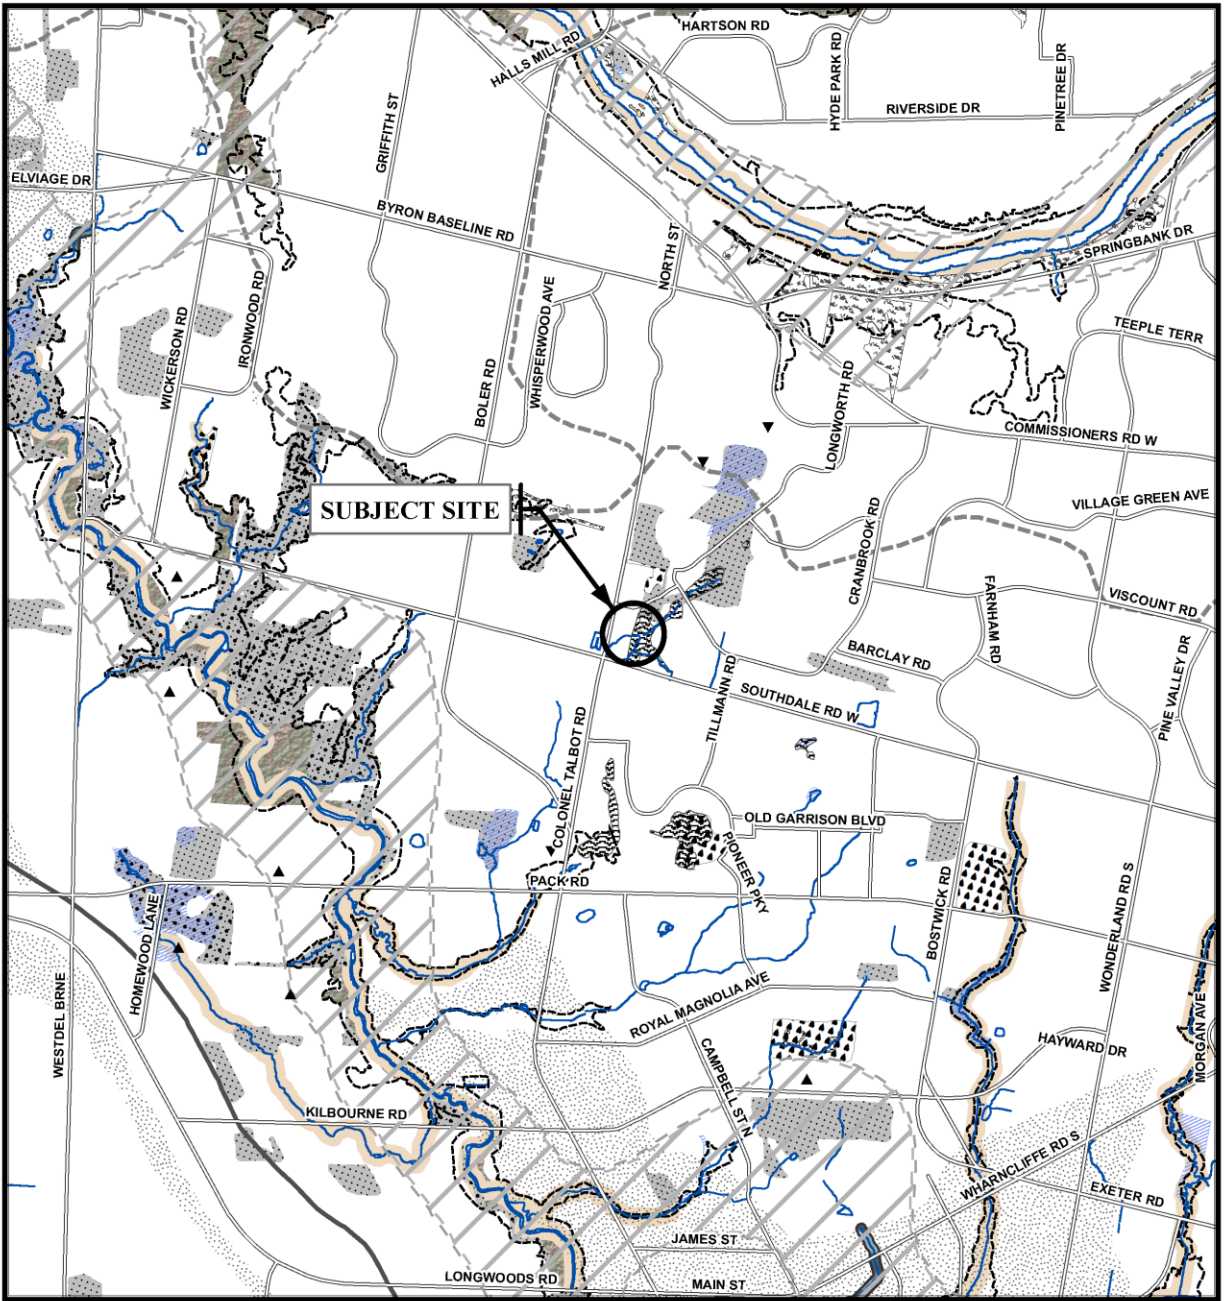 HARTSON RD
HALLS MILL RD
HYDE PARK RD
PINETREE DR
RIVERSIDE DR
GRIFFITH ST
ELVIAGE DR
BYRON BASELINE RD
NORTH ST
SPRINGBANK DR
IRONWOOD RD
WICKERSON RD
WHISPERWOOD AVE
BOLER RD
TEEPLE TERR
LONGWORTH RD
COMMISSIONERS RD W
VILLAGE GREEN AVE
SUBJECT SITE
CRANBROOK RD
FARNHAM RD
VISCOUNT RD
BARCLAY RD
PINE VALLEY DR
TILLMANN RD
SOUTHDALE RD W
COLONEL TALBOT RD
OLD GARRISON BLVD
PIONEER PKY
PACK RD
BOSTWICK RD
WONDERLAND RD S
HOMEWOOD LANE
WESTDEL BRNE
ROYAL MAGNOLIA AVE
MORGAN AVE
HAYWARD DR
CAMPBELL ST N
KILBOURNE RD
WHARNCLIFFE RD S
EXETER RD
JAMES ST
LONGWOODS RD
MAIN ST